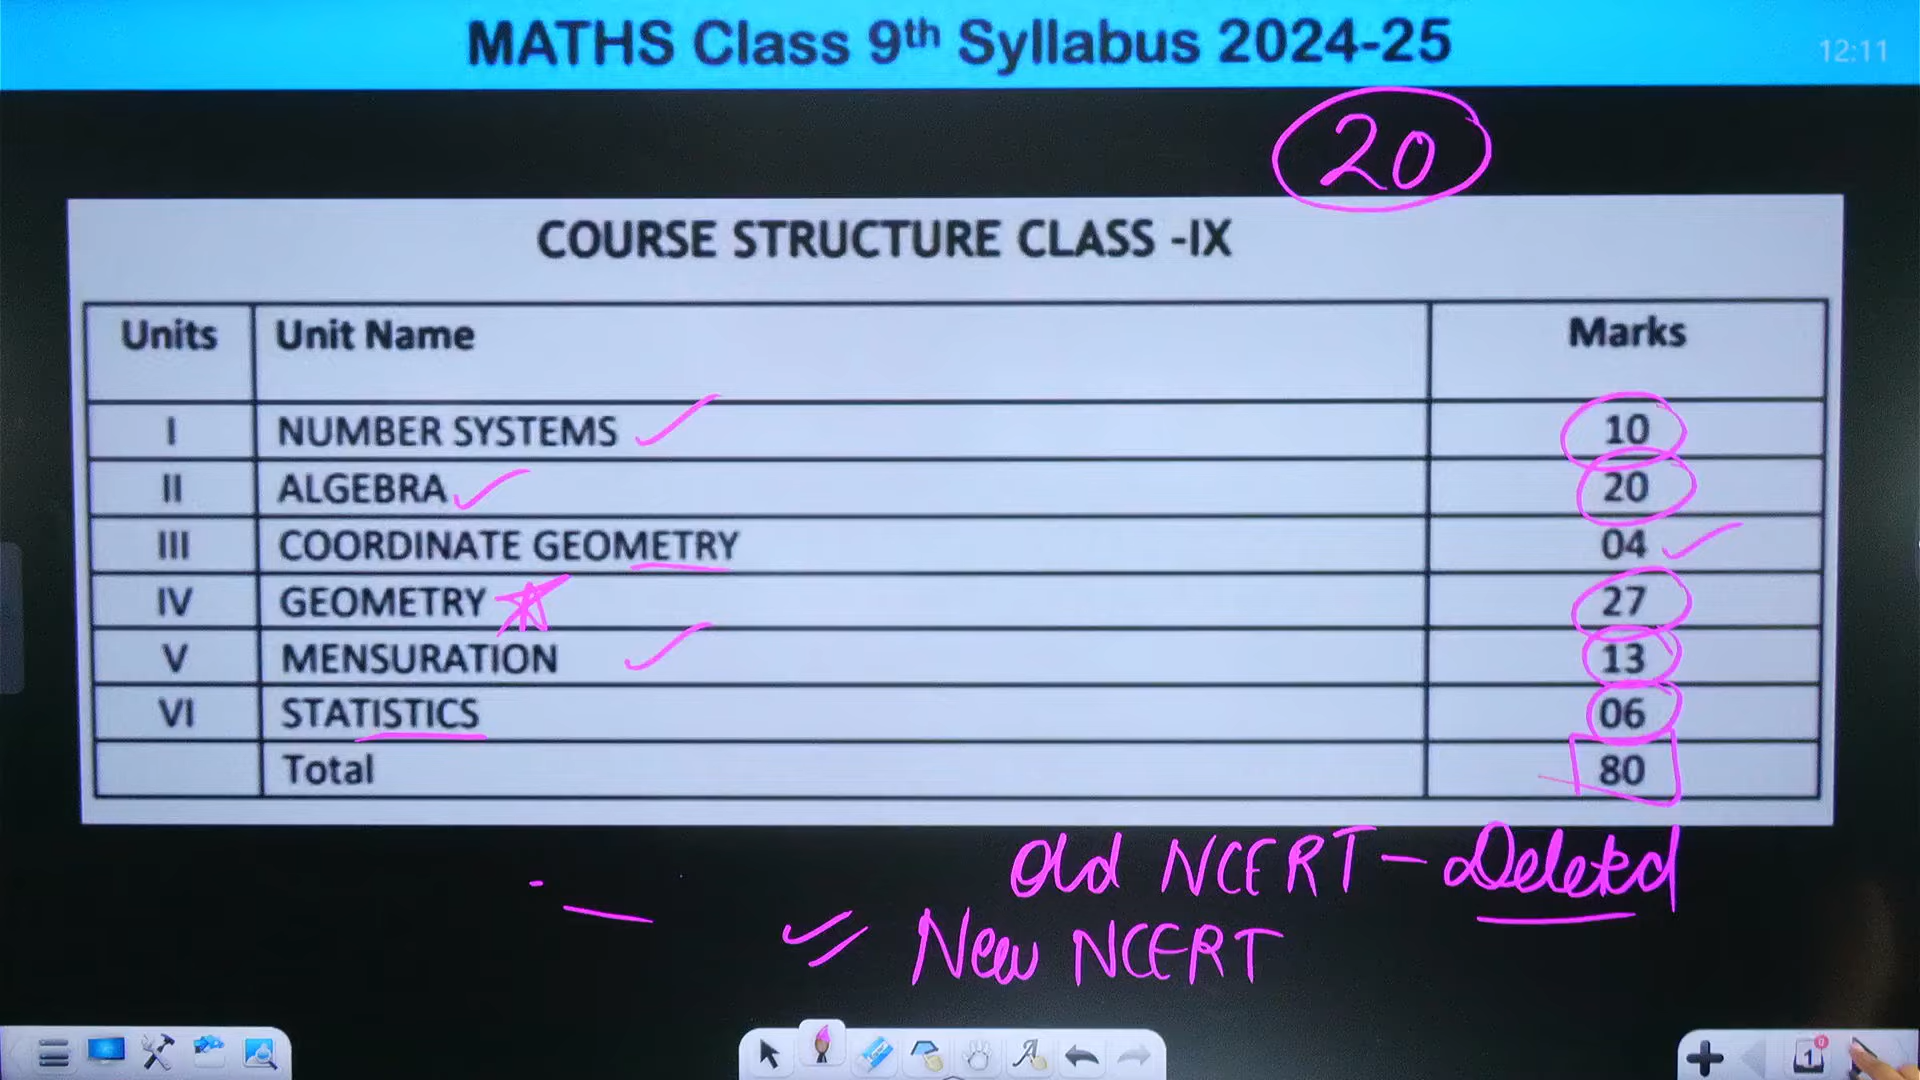 MATHS Class 9th Syllabus 2024-25
12:11
20
COURSE STRUCTURE CLASS -IX
Units Unit Name Marks
I NUMBER SYSTEMS 10
II ALGEBRA 20
III COORDINATE GEOMETRY 04
IV GEOMETRY 27
V MENSURATION 13
VI STATISTICS 06
Total 80
Old NCERT - Deleted
New NCERT
1
0